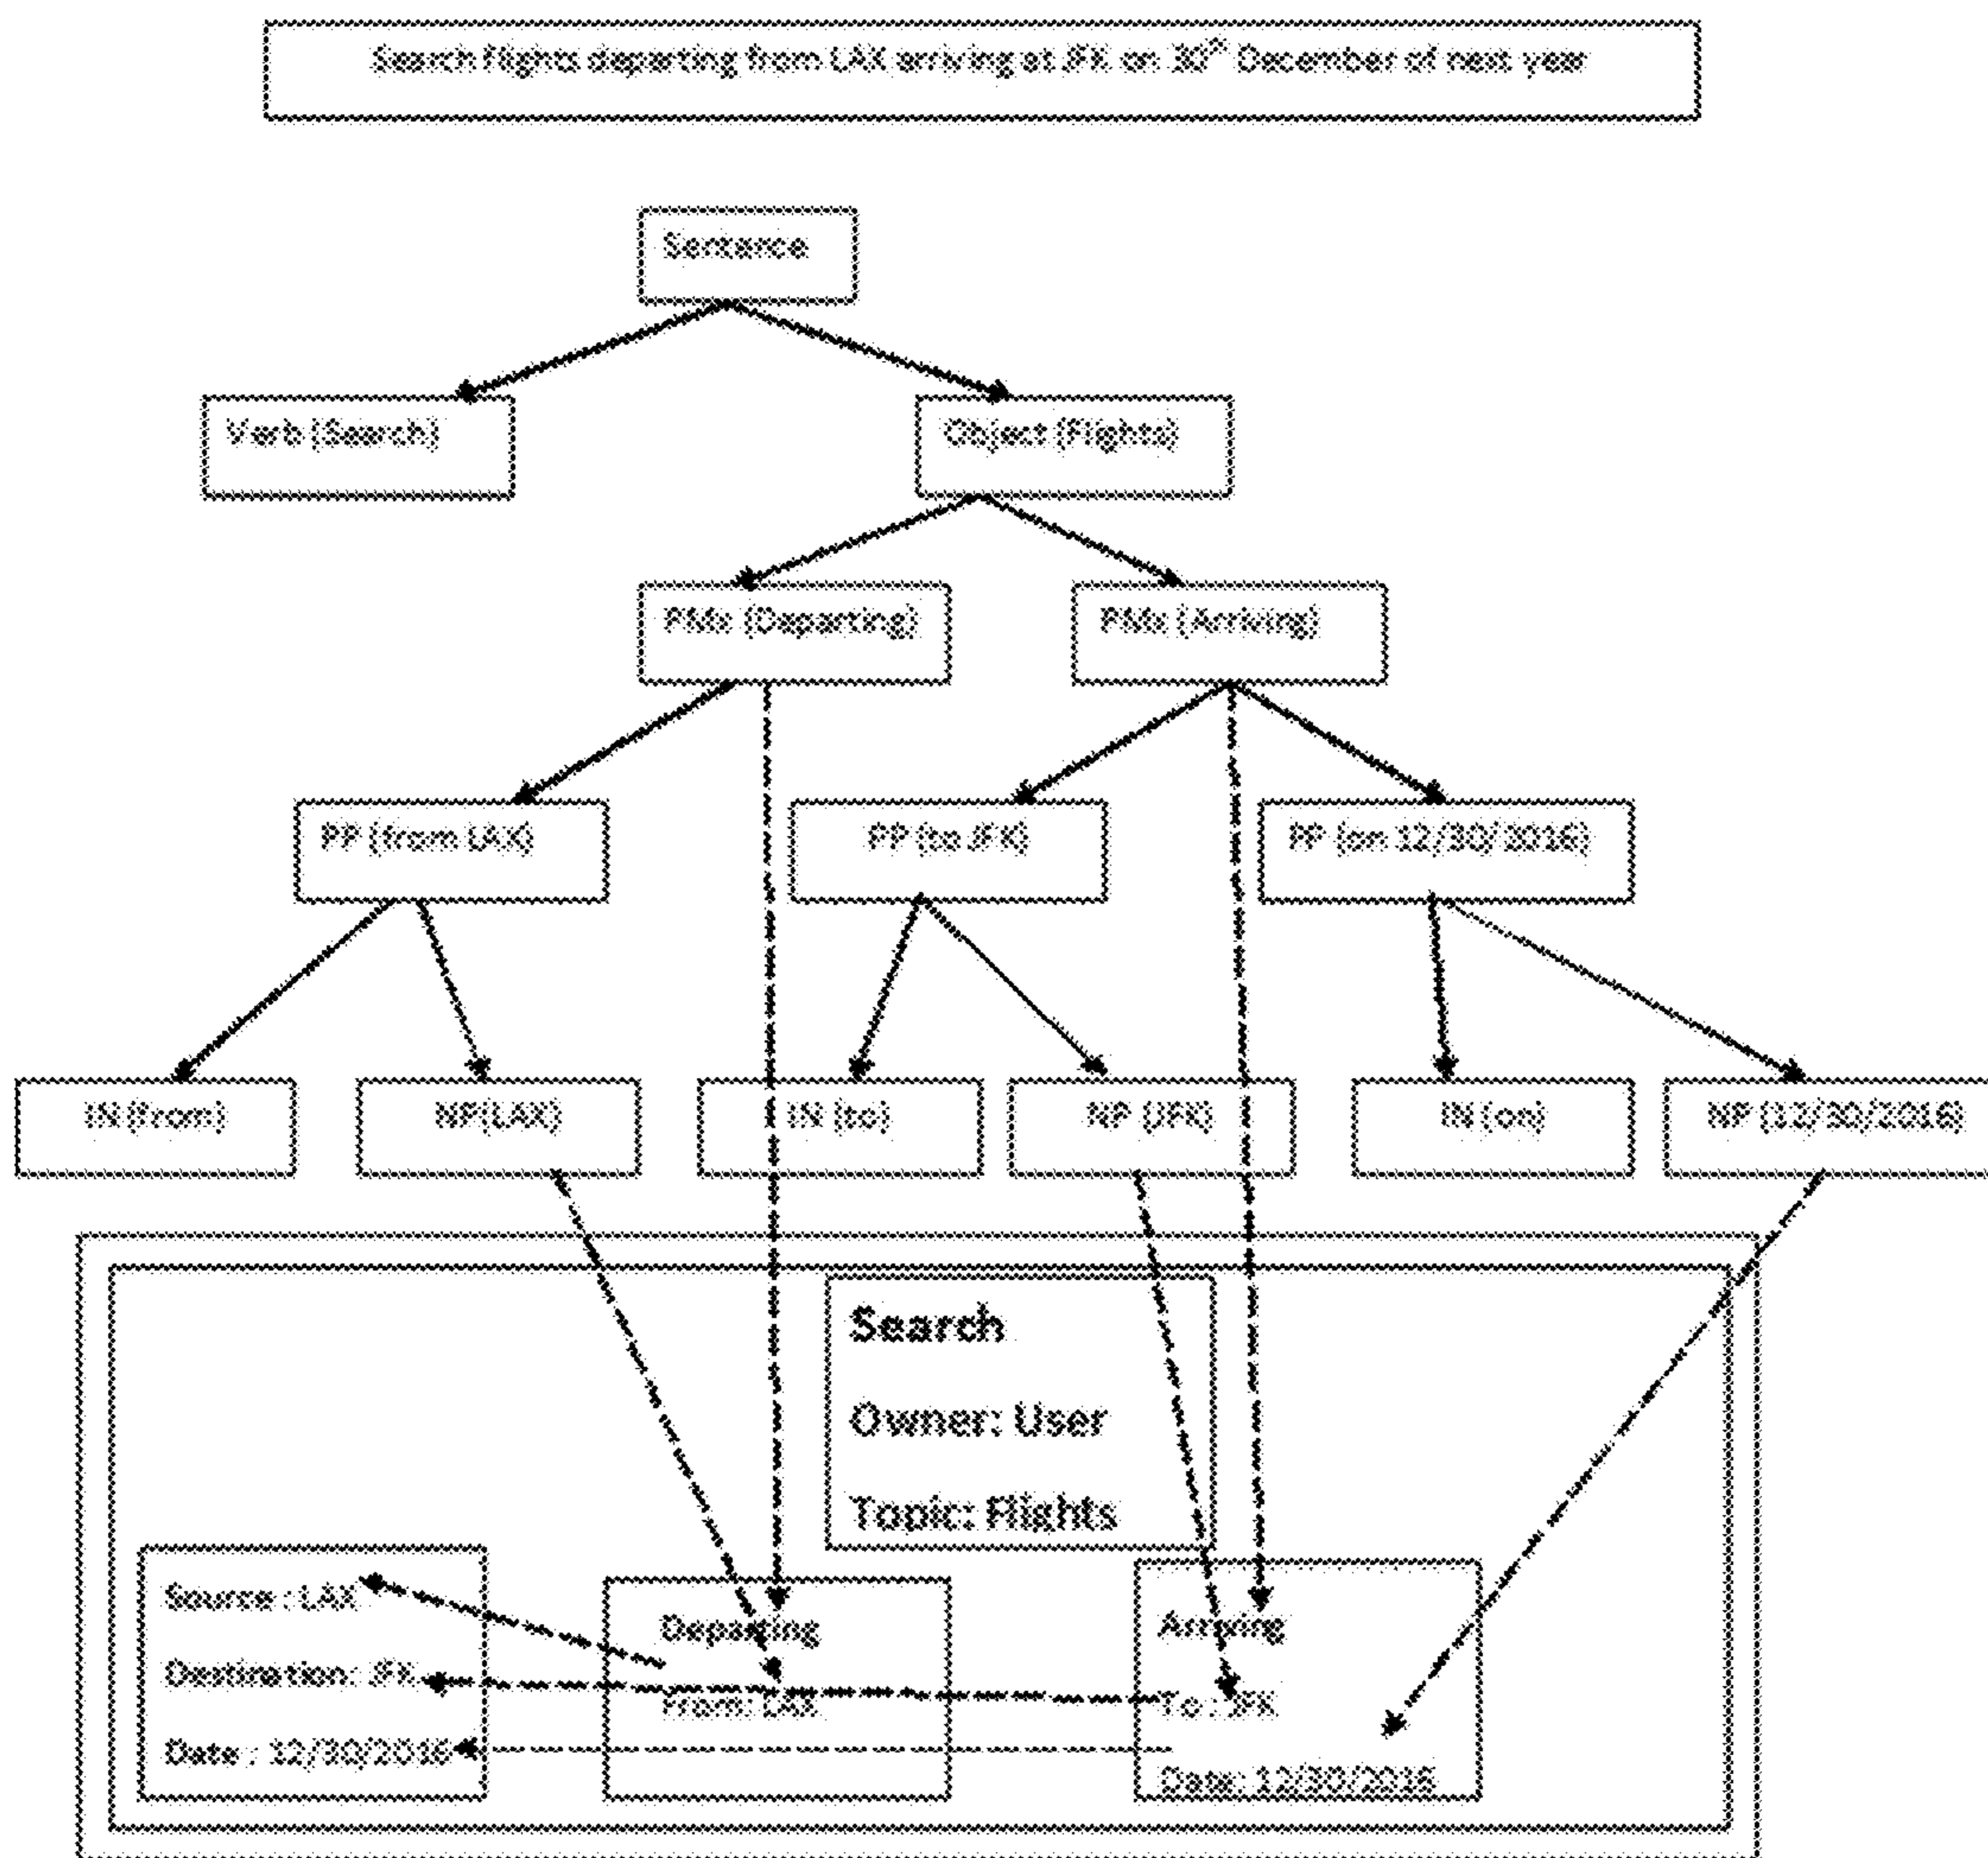 Search flights departing from LAX arriving at JFK on 30th December of next year
Sentence
Verb (Search)
Object (Flights)
PMs (Departing)
PMs (Arriving)
PP (from LAX)
PP (to JFK)
PP (on 12/30/2016)
IN (from)
NP(LAX)
IN (to)
NP (JFK)
IN (on)
NP (12/30/2016)
Search
Owner: User
Topic: Flights
Source : LAX
Destination: JFK
Date : 12/30/2016
Departing
From: LAX
Arriving
To : JFK
Date: 12/30/2016